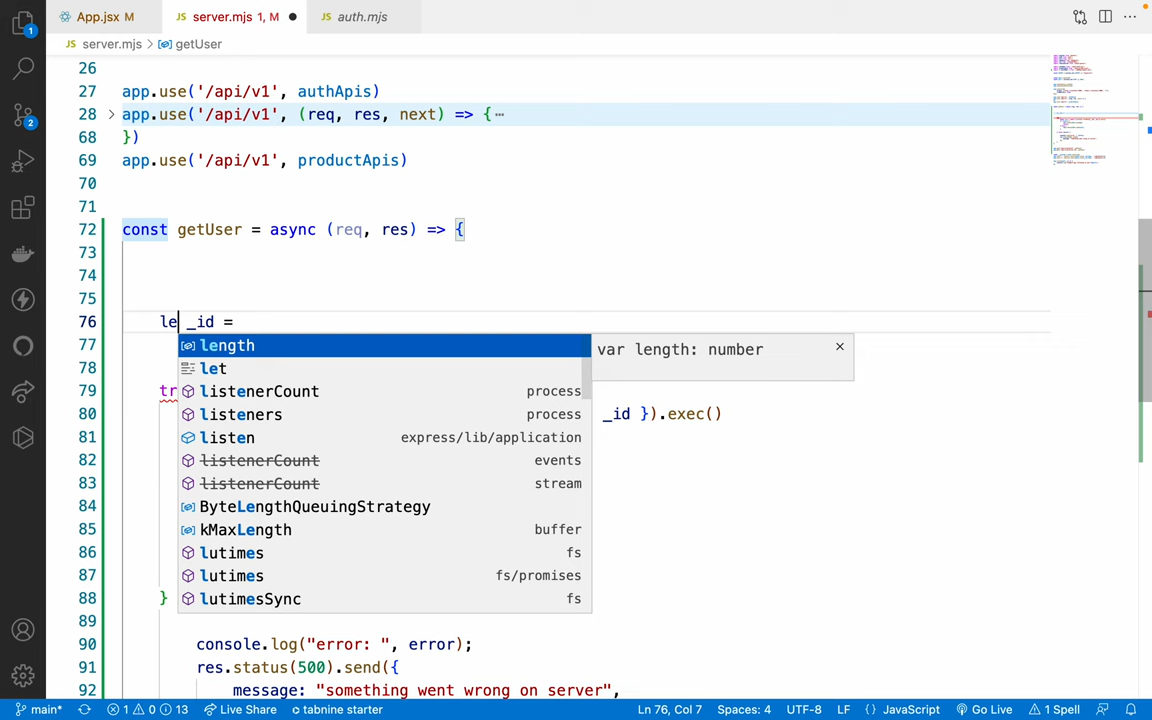 App.jsx M
JS server.mjs 1, M ●
JS auth.mjs
JS server.mjs > getUser
26
27 app.use('/api/v1', authApis)
28 app.use('/api/v1', (req, res, next) => {⋯
68 })
69 app.use('/api/v1', productApis)
70
71
72 const getUser = async (req, res) => {
73
74
75
76 le _id =
77 length
var length: number
78 let
79 tr listenerCount process
80 listeners _id }).exec()
81 listen express/lib/application
82 listenerCount events
83 listenerCount stream
84 ByteLengthQueuingStrategy
85 kMaxLength buffer
86 lutimes fs
87 lutimes fs/promises
88 } lutimesSync fs
89
90 console.log("error: ", error);
91 res.status(500).send({
92 message: "something went wrong on server",
main* 1 0 13 Live Share tabnine starter Ln 76, Col 7 Spaces: 4 UTF-8 LF {} JavaScript Go Live 1 Spell